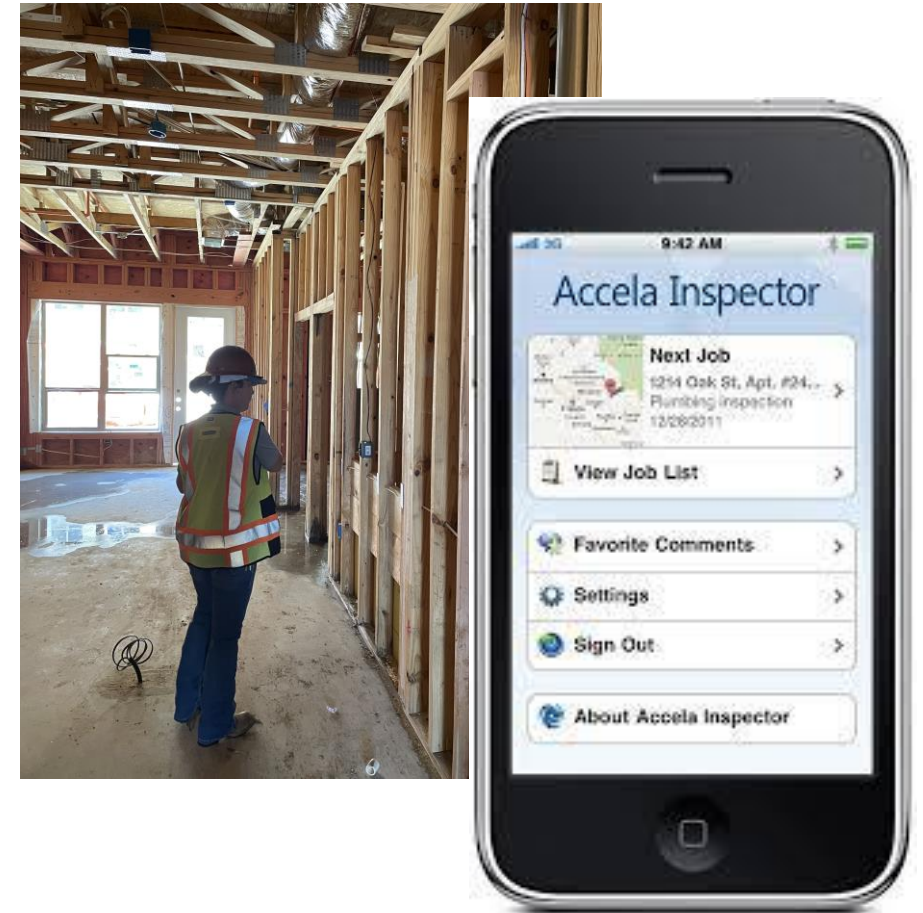 3G 9:42 AM
Accela Inspector
Next Job
1214 Oak St, Apt. #24...
Plumbing Inspection
12/28/2011
View Job List
Favorite Comments
Settings
Sign Out
About Accela Inspector